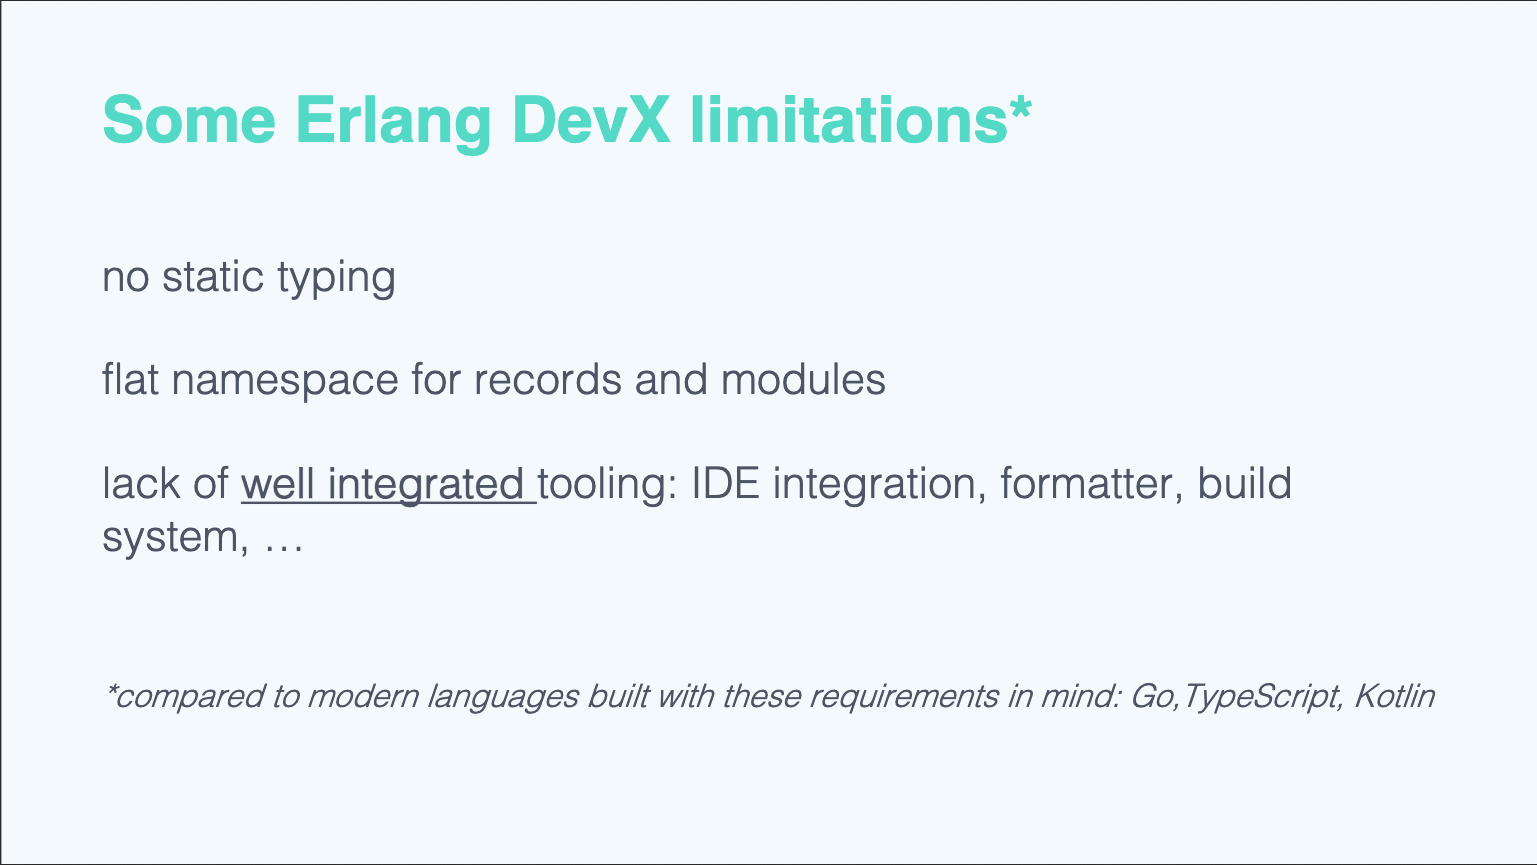 Some Erlang DevX limitations*
no static typing
flat namespace for records and modules
lack of well integrated tooling: IDE integration, formatter, build
system, …
*compared to modern languages built with these requirements in mind: Go,TypeScript, Kotlin